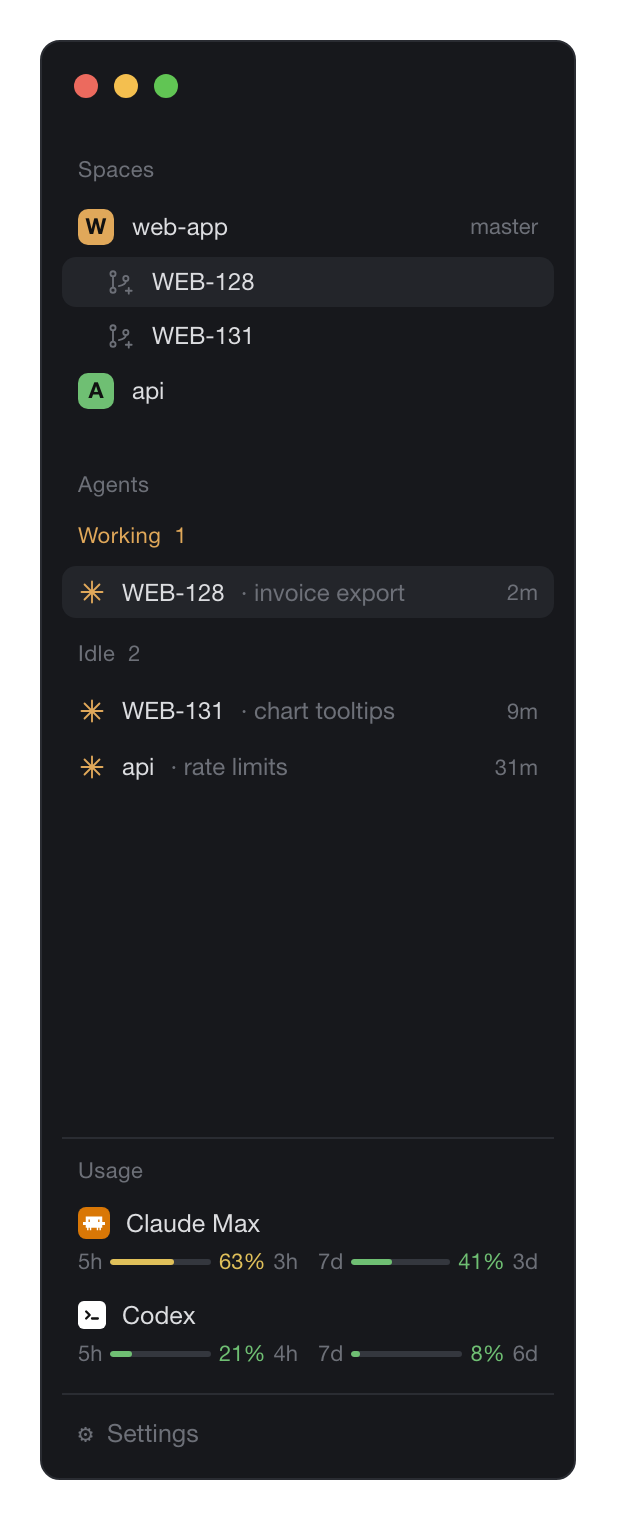 Spaces
W web-app master
WEB-128
WEB-131
A api
Agents
Working 1
WEB-128 · invoice export 2m
Idle 2
WEB-131 · chart tooltips 9m
api · rate limits 31m
Usage
Claude Max
5h 63% 3h 7d 41% 3d
Codex
5h 21% 4h 7d 8% 6d
Settings